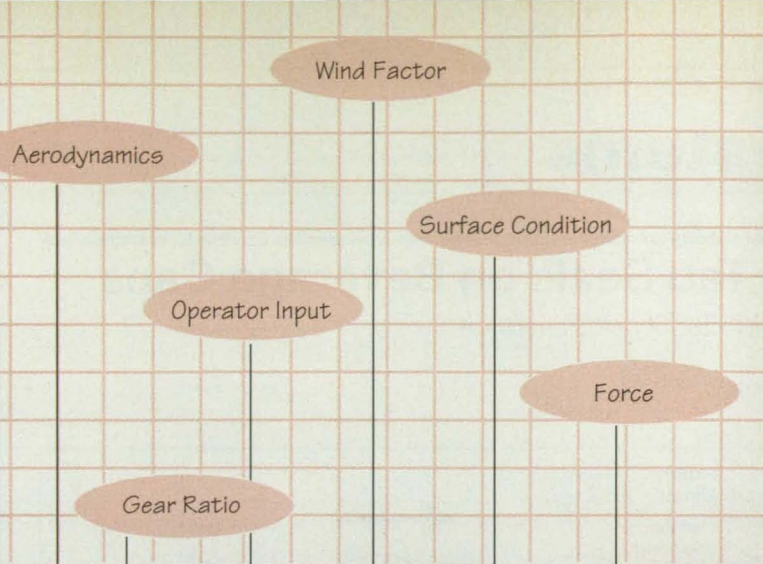 Wind Factor
Aerodynamics
Surface Condition
Operator Input
Force
Gear Ratio